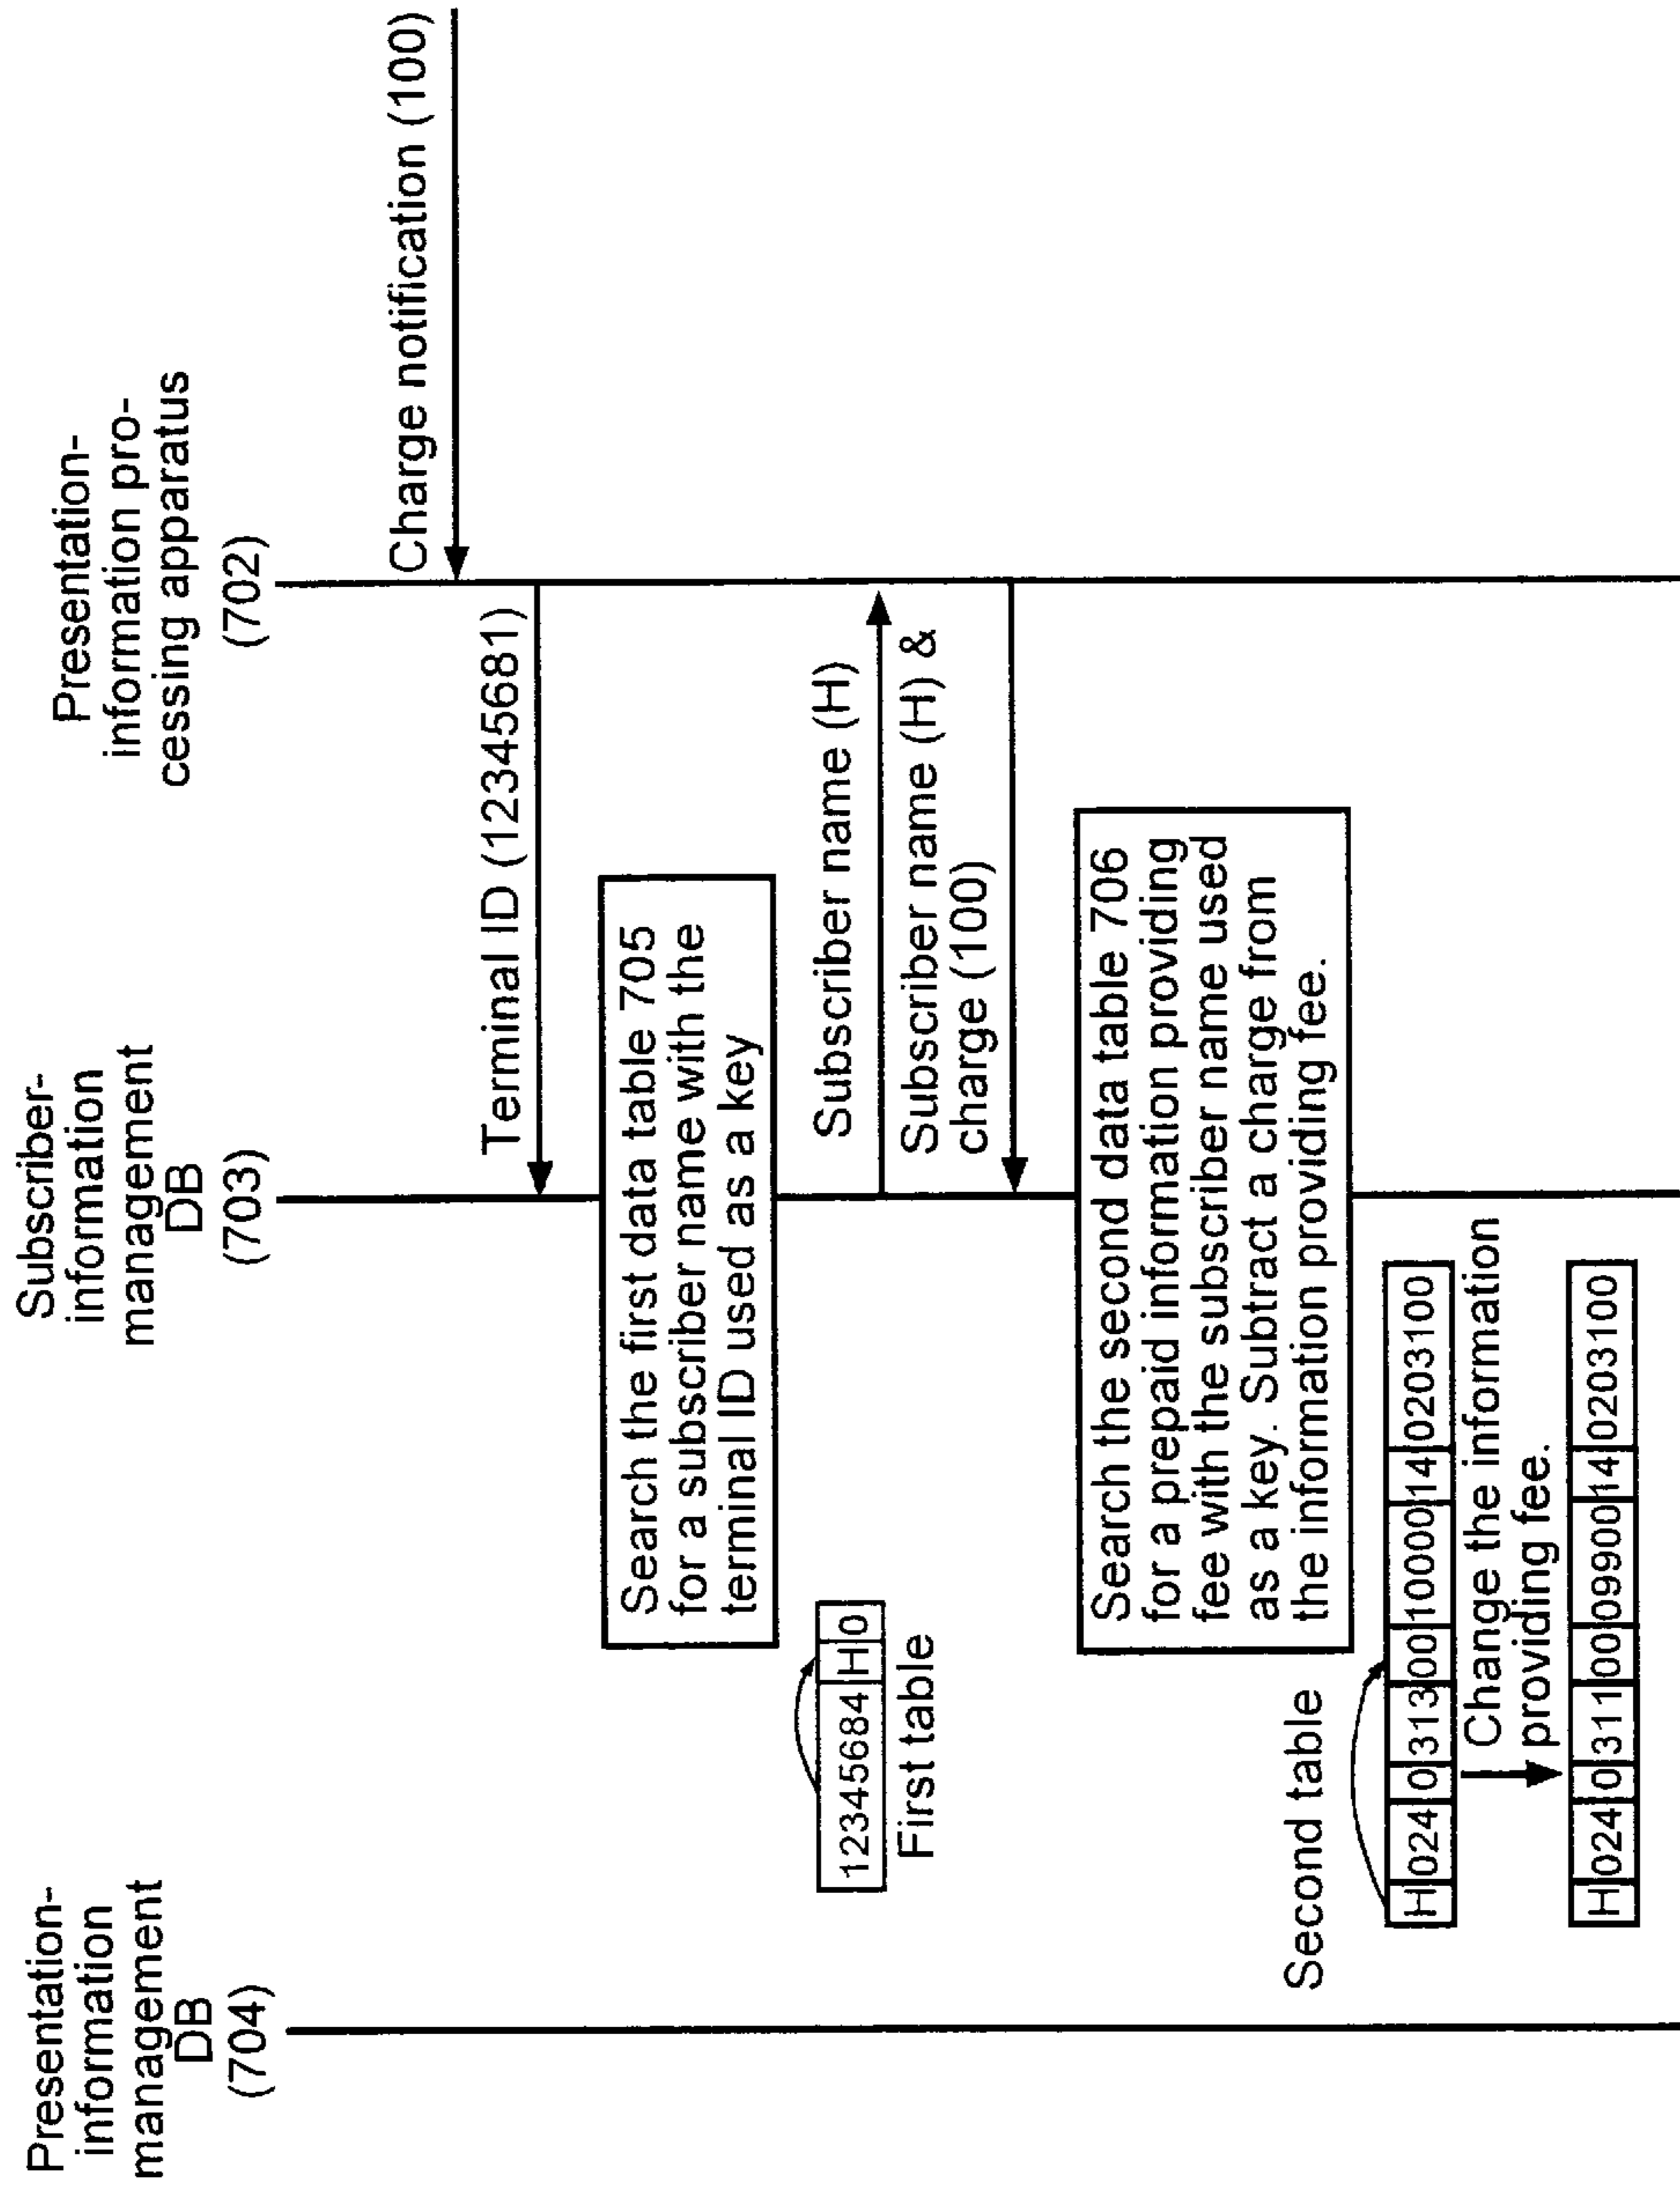 Presentation-
information
management
DB
(704)
Subscriber-
information
management
DB
(703)
Presentation-
information pro-
cessing apparatus
(702)
Charge notification (100)
Terminal ID (12345681)
Search the first data table 705
for a subscriber name with the
terminal ID used as a key
12345684 H 0
First table
Subscriber name (H)
Subscriber name (H) &
charge (100)
Search the second data table 706
for a prepaid information providing
fee with the subscriber name used
as a key. Subtract a charge from
the information providing fee.
Second table
H 024 0 313 00 10000 14 0203100
Change the information
providing fee.
H 024 0 311 00 09900 14 0203100